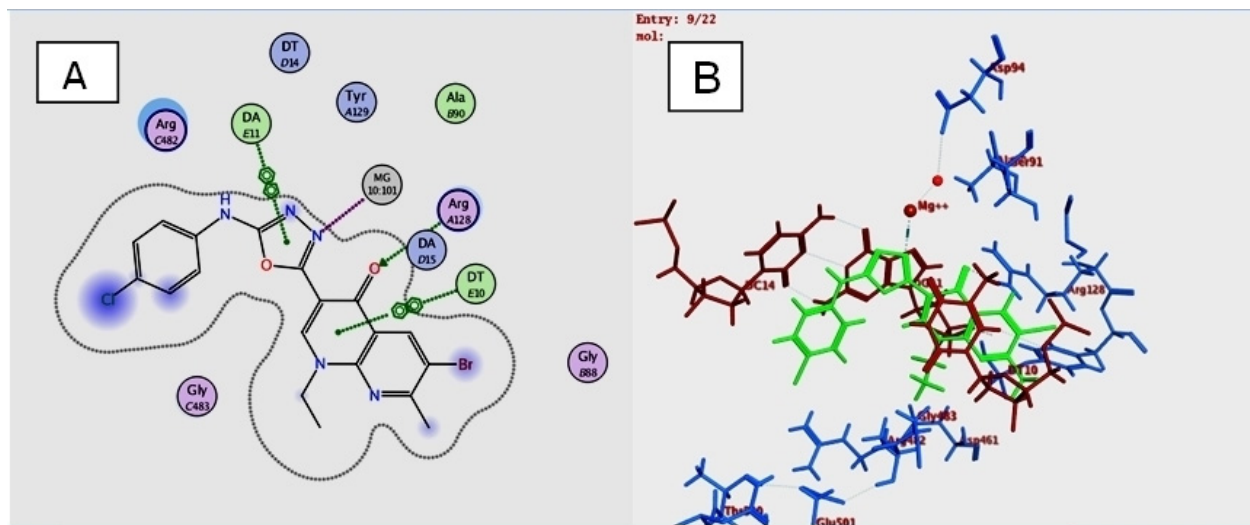 A
DT
D14
Tyr
A129
Ala
B90
Arg
C482
DA
E11
MG
10:101
Arg
A128
DA
D15
DT
E10
Gly
B88
Gly
C483
H
N
N
N
O
O
Cl
N
N
Br
Entry: 9/22
mol:
B
Asp94
Mg++
Arg128
DT10
Gly483
Arg482
Asp461
Glu501